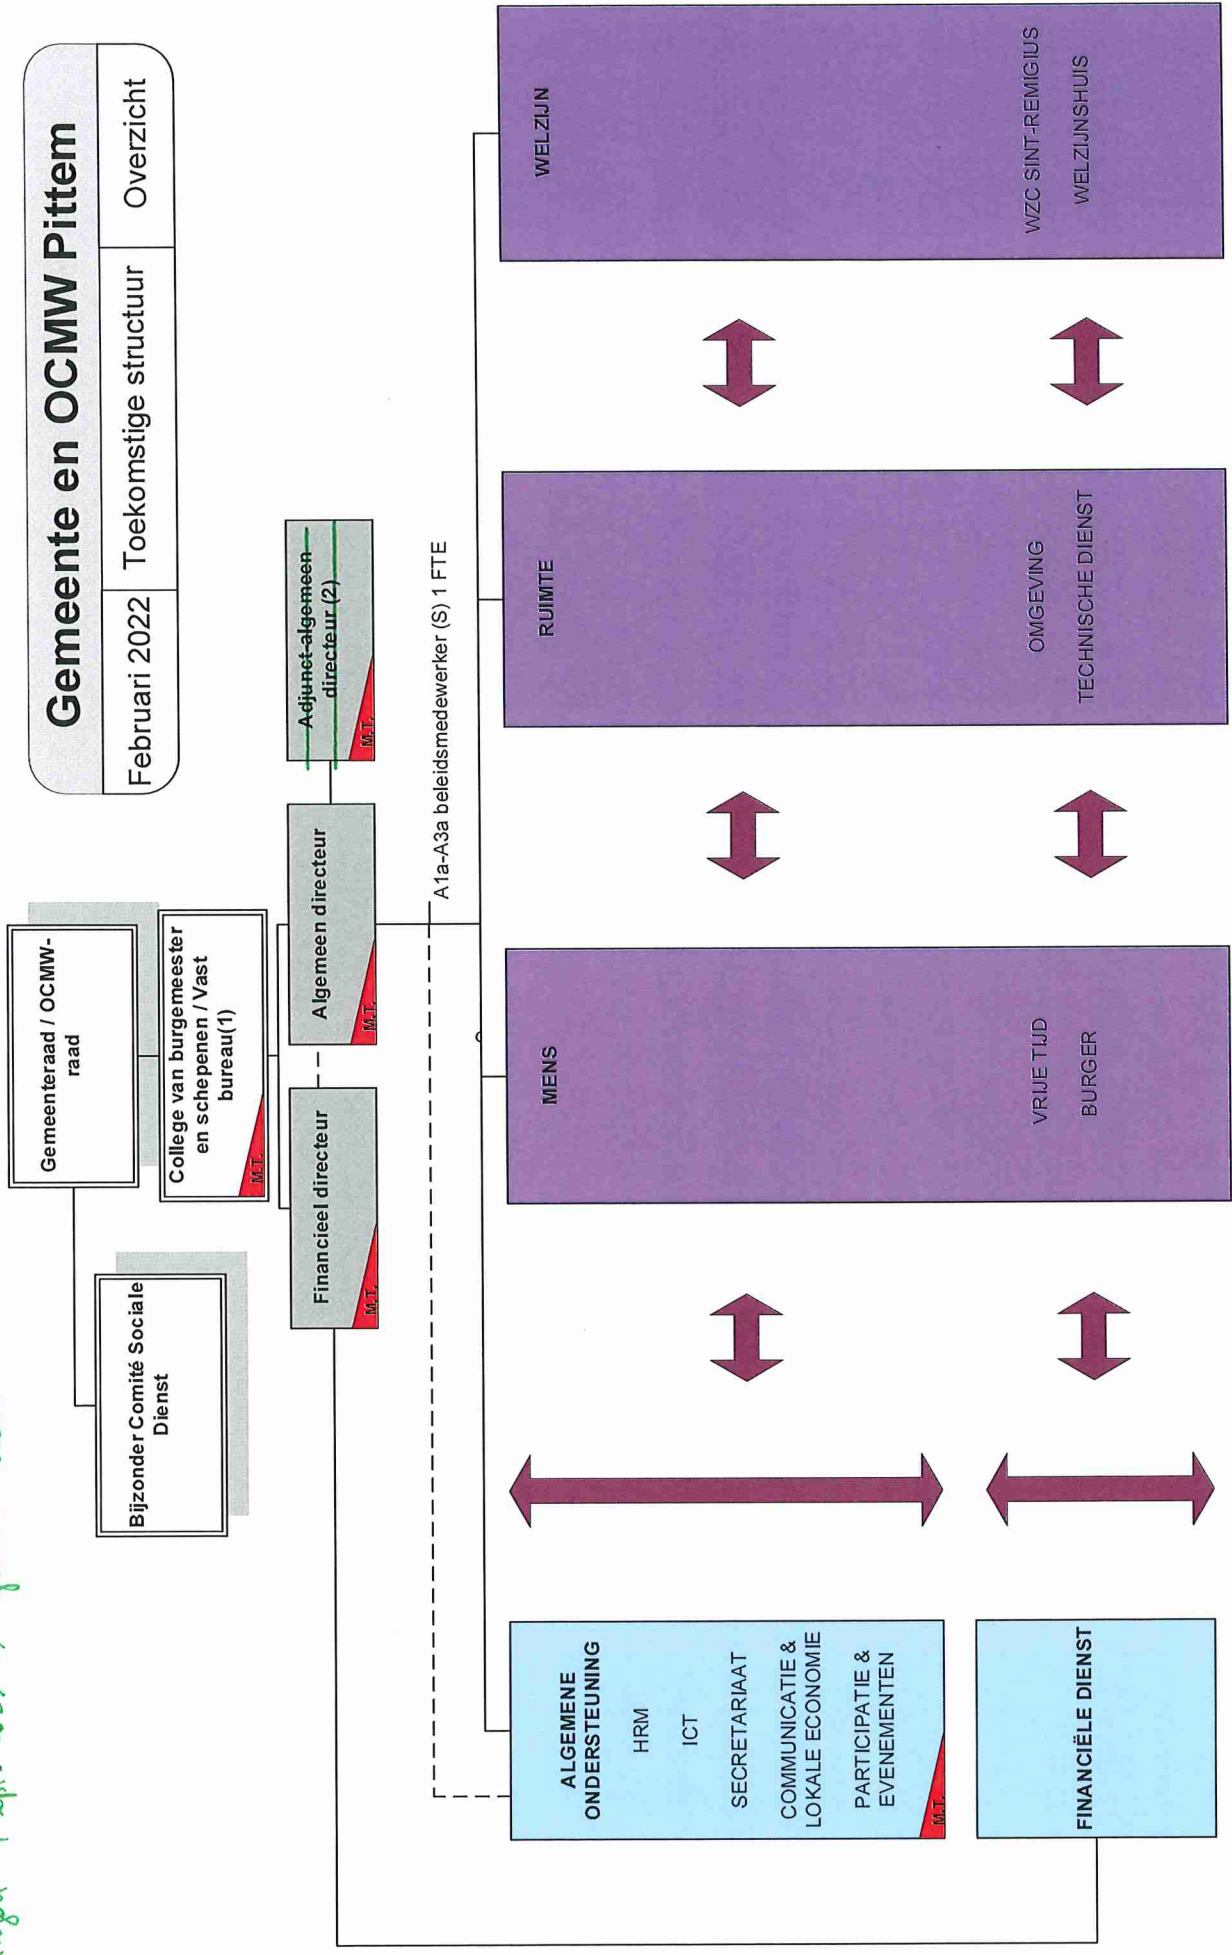 Gemeente en OCMW Pittem
Februari 2022
Toekomstige structuur
Overzicht
Gemeenteraad / OCMW-
raad
Bijzonder Comité Sociale
Dienst
College van burgemeester
en schepenen / Vast
bureau(1)
M.T.
Financieel directeur
M.T.
Algemeen directeur
M.T.
Adjunct-algemeen
directeur (2)
M.T.
A1a-A3a beleidsmedewerker (S) 1 FTE
ALGEMENE
ONDERSTEUNING
HRM
ICT
SECRETARIAAT
COMMUNICATIE &
LOKALE ECONOMIE
PARTICIPATIE &
EVENEMENTEN
M.T.
FINANCIËLE DIENST
MENS
VRIJE TIJD
BURGER
RUIMTE
OMGEVING
TECHNISCHE DIENST
WELZIJN
WZC SINT-REMIGIUS
WELZIJNSHUIS